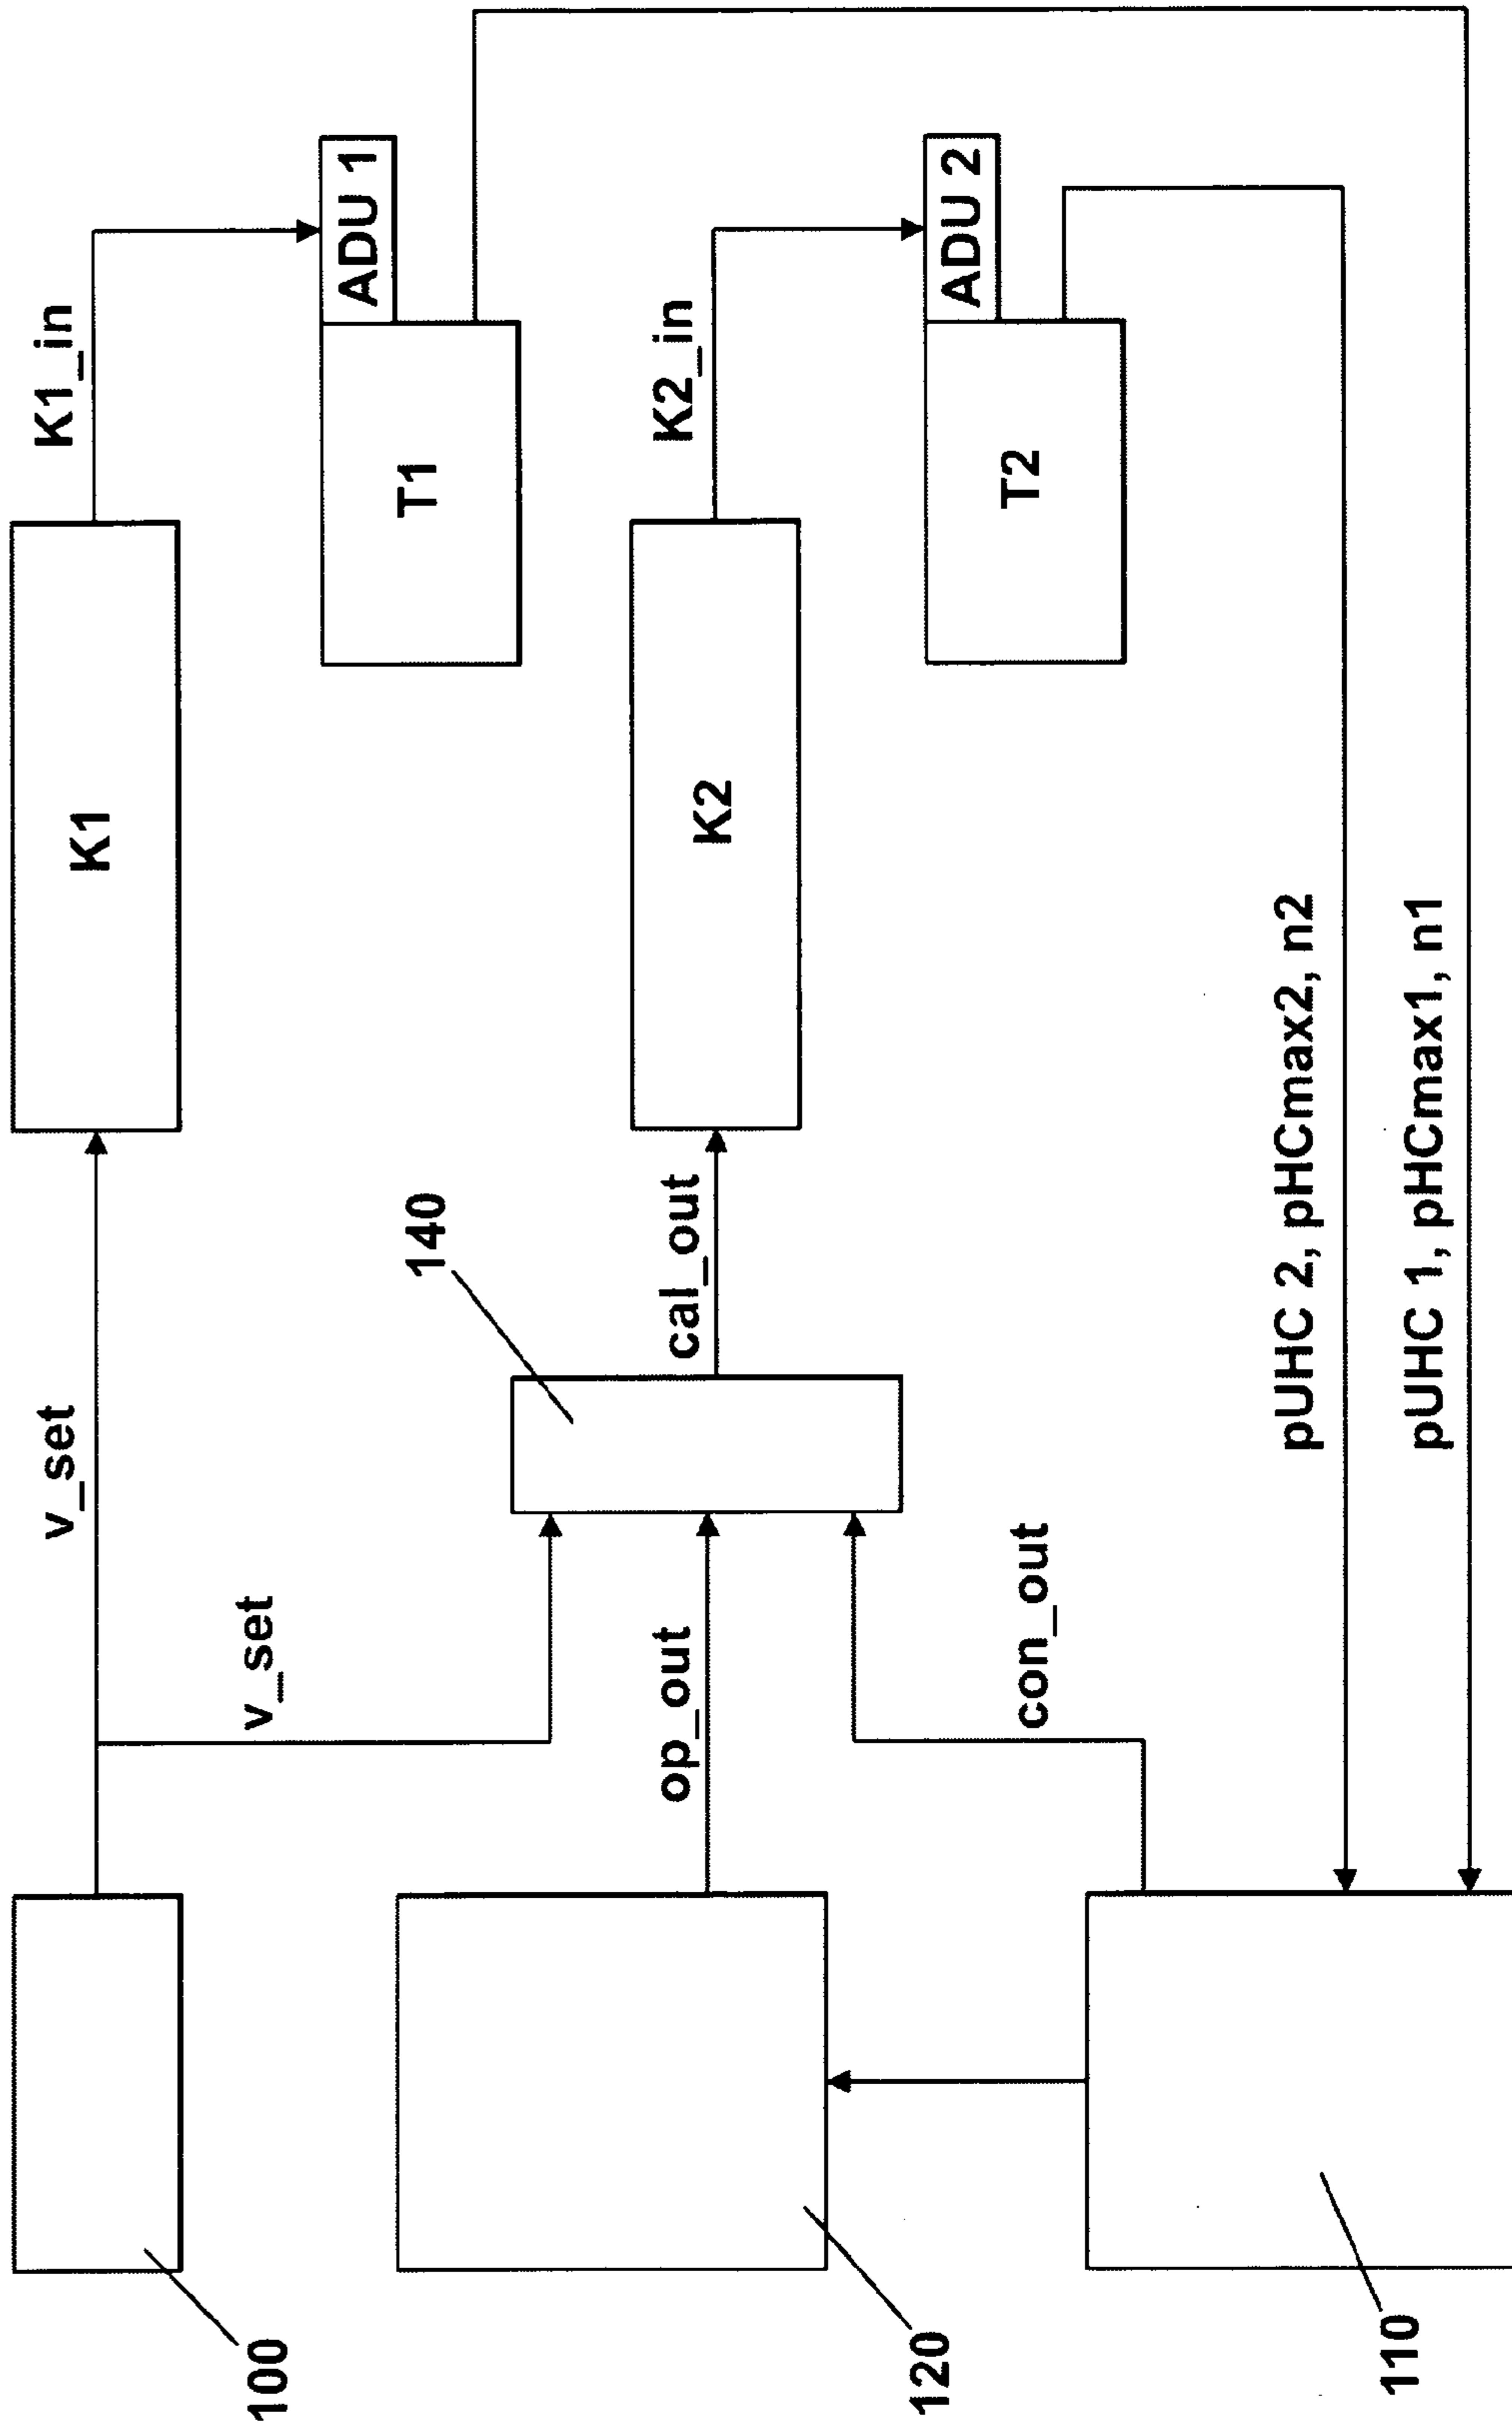 100
v_set
K1
K1_in
v_set
T1
ADU 1
120
op_out
140
cal_out
K2
K2_in
T2
ADU 2
110
con_out
pUHC 2, pHCmax2, n2
pUHC 1, pHCmax1, n1